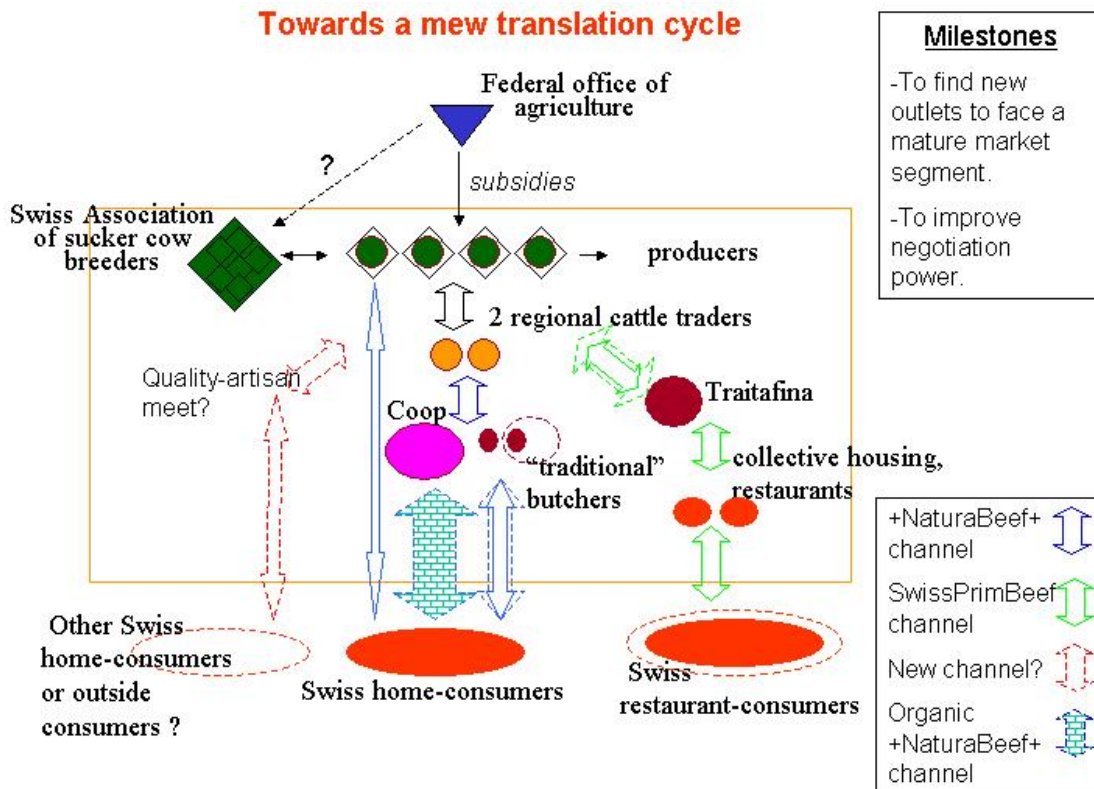 Towards a mew translation cycle
Milestones
-To find new
outlets to face a
mature market
segment.
-To improve
negotiation
power.
Federal office of
agriculture
?
subsidies
Swiss Association
of sucker cow
breeders
producers
2 regional cattle traders
Quality-artisan
meet?
Coop
Traitafina
"traditional"
butchers
collective housing,
restaurants
Other Swiss
home-consumers
or outside
consumers ?
Swiss home-consumers
Swiss
restaurant-consumers
+NaturaBeef+
channel
SwissPrimBeef
channel
New channel?
Organic
+NaturaBeef+
channel